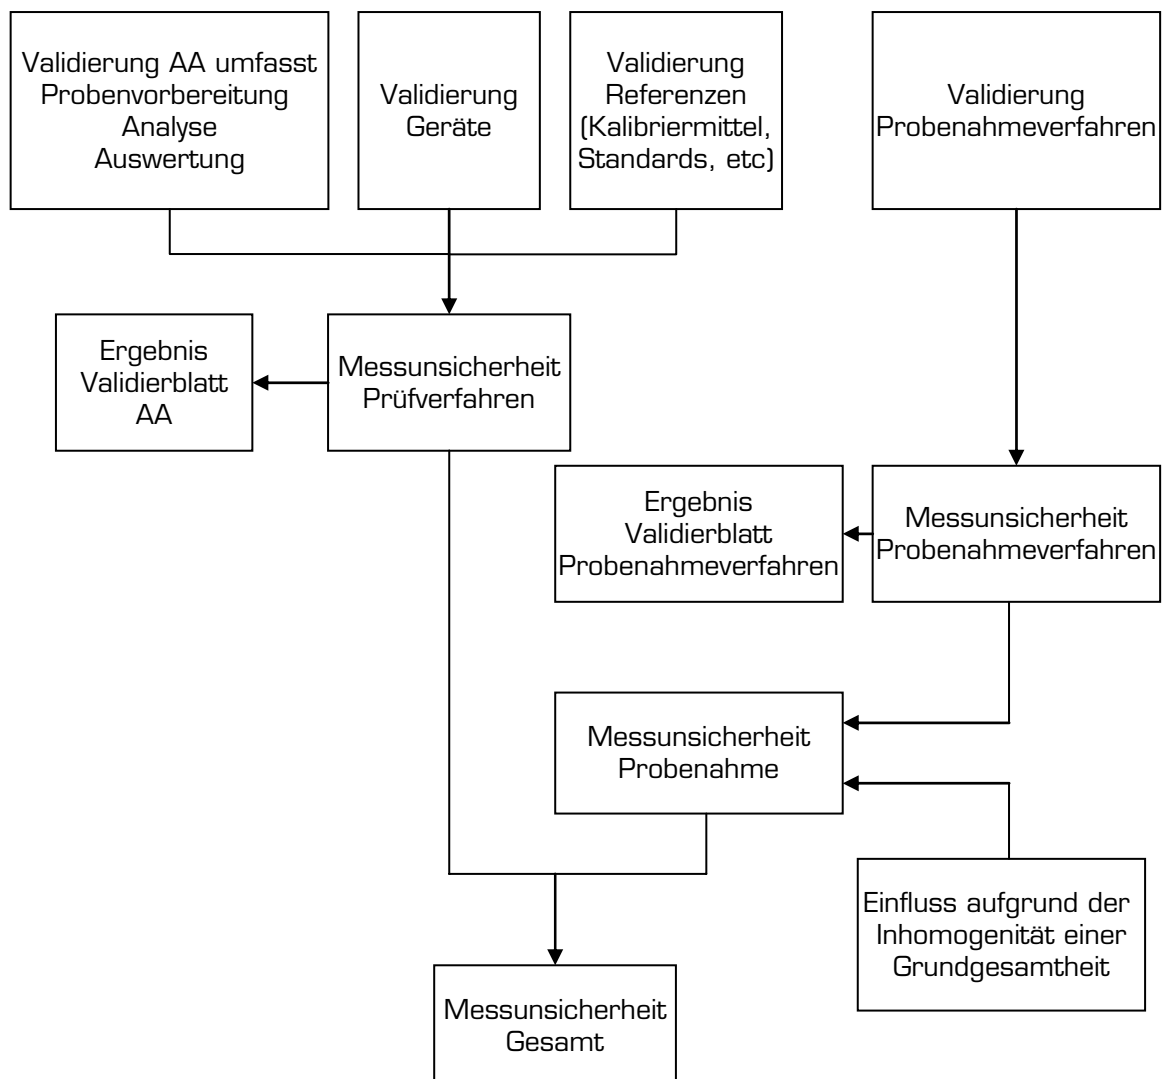 Validierung AA umfasst
Probenvorbereitung
Analyse
Auswertung
Validierung
Geräte
Validierung
Referenzen
(Kalibriermittel,
Standards, etc)
Validierung
Probenahmeverfahren
Ergebnis
Validierblatt
AA
Messunsicherheit
Prüfverfahren
Ergebnis
Validierblatt
Probenahmeverfahren
Messunsicherheit
Probenahmeverfahren
Messunsicherheit
Probenahme
Einfluss aufgrund der
Inhomogenität einer
Grundgesamtheit
Messunsicherheit
Gesamt